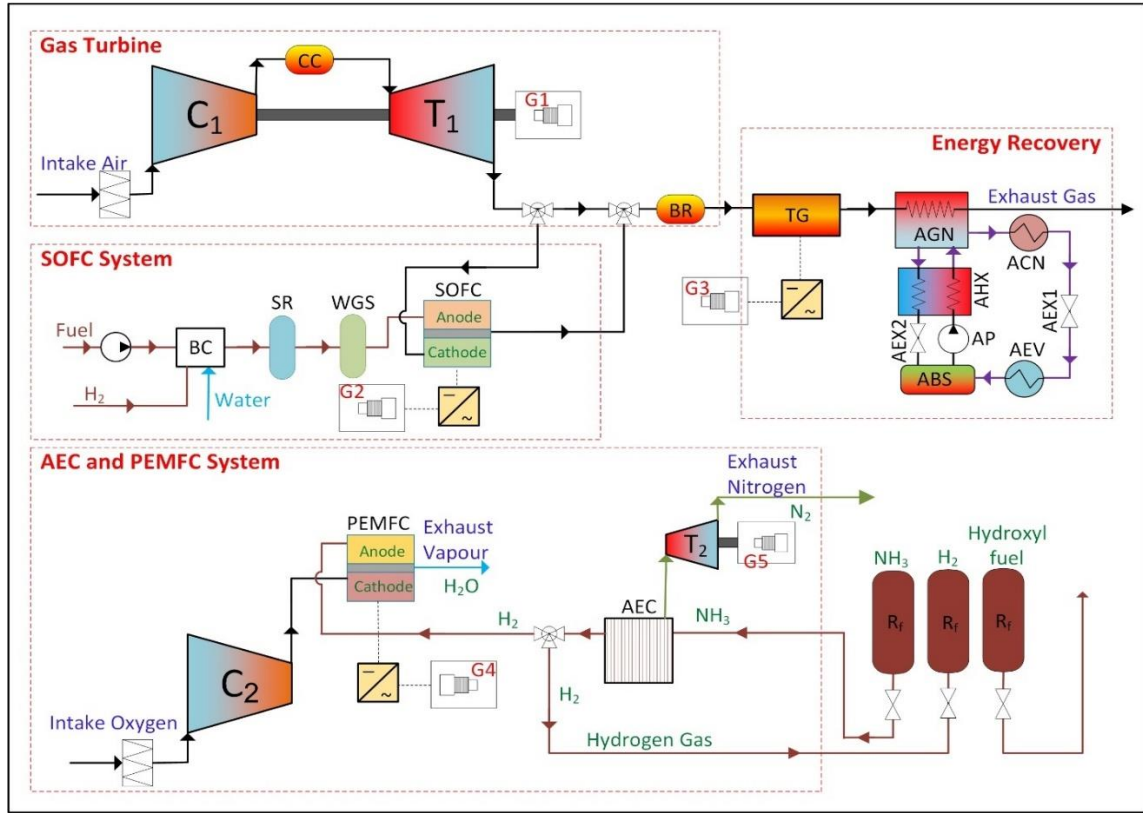 Gas Turbine
CC
C1
T1
G1
Intake Air
BR
Energy Recovery
TG
AGN
Exhaust Gas
ACN
G3
AHX
AEX1
AEX2
AP
AEV
ABS
SOFC System
SR
WGS
SOFC
Anode
Cathode
Fuel
BC
H2
Water
G2
AEC and PEMFC System
PEMFC
Anode
Cathode
Exhaust
Vapour
H2O
Exhaust
Nitrogen
N2
T2
G5
AEC
NH3
H2
H2
C2
G4
Intake Oxygen
Hydrogen Gas
NH3
H2
Hydroxyl
fuel
Rf
Rf
Rf